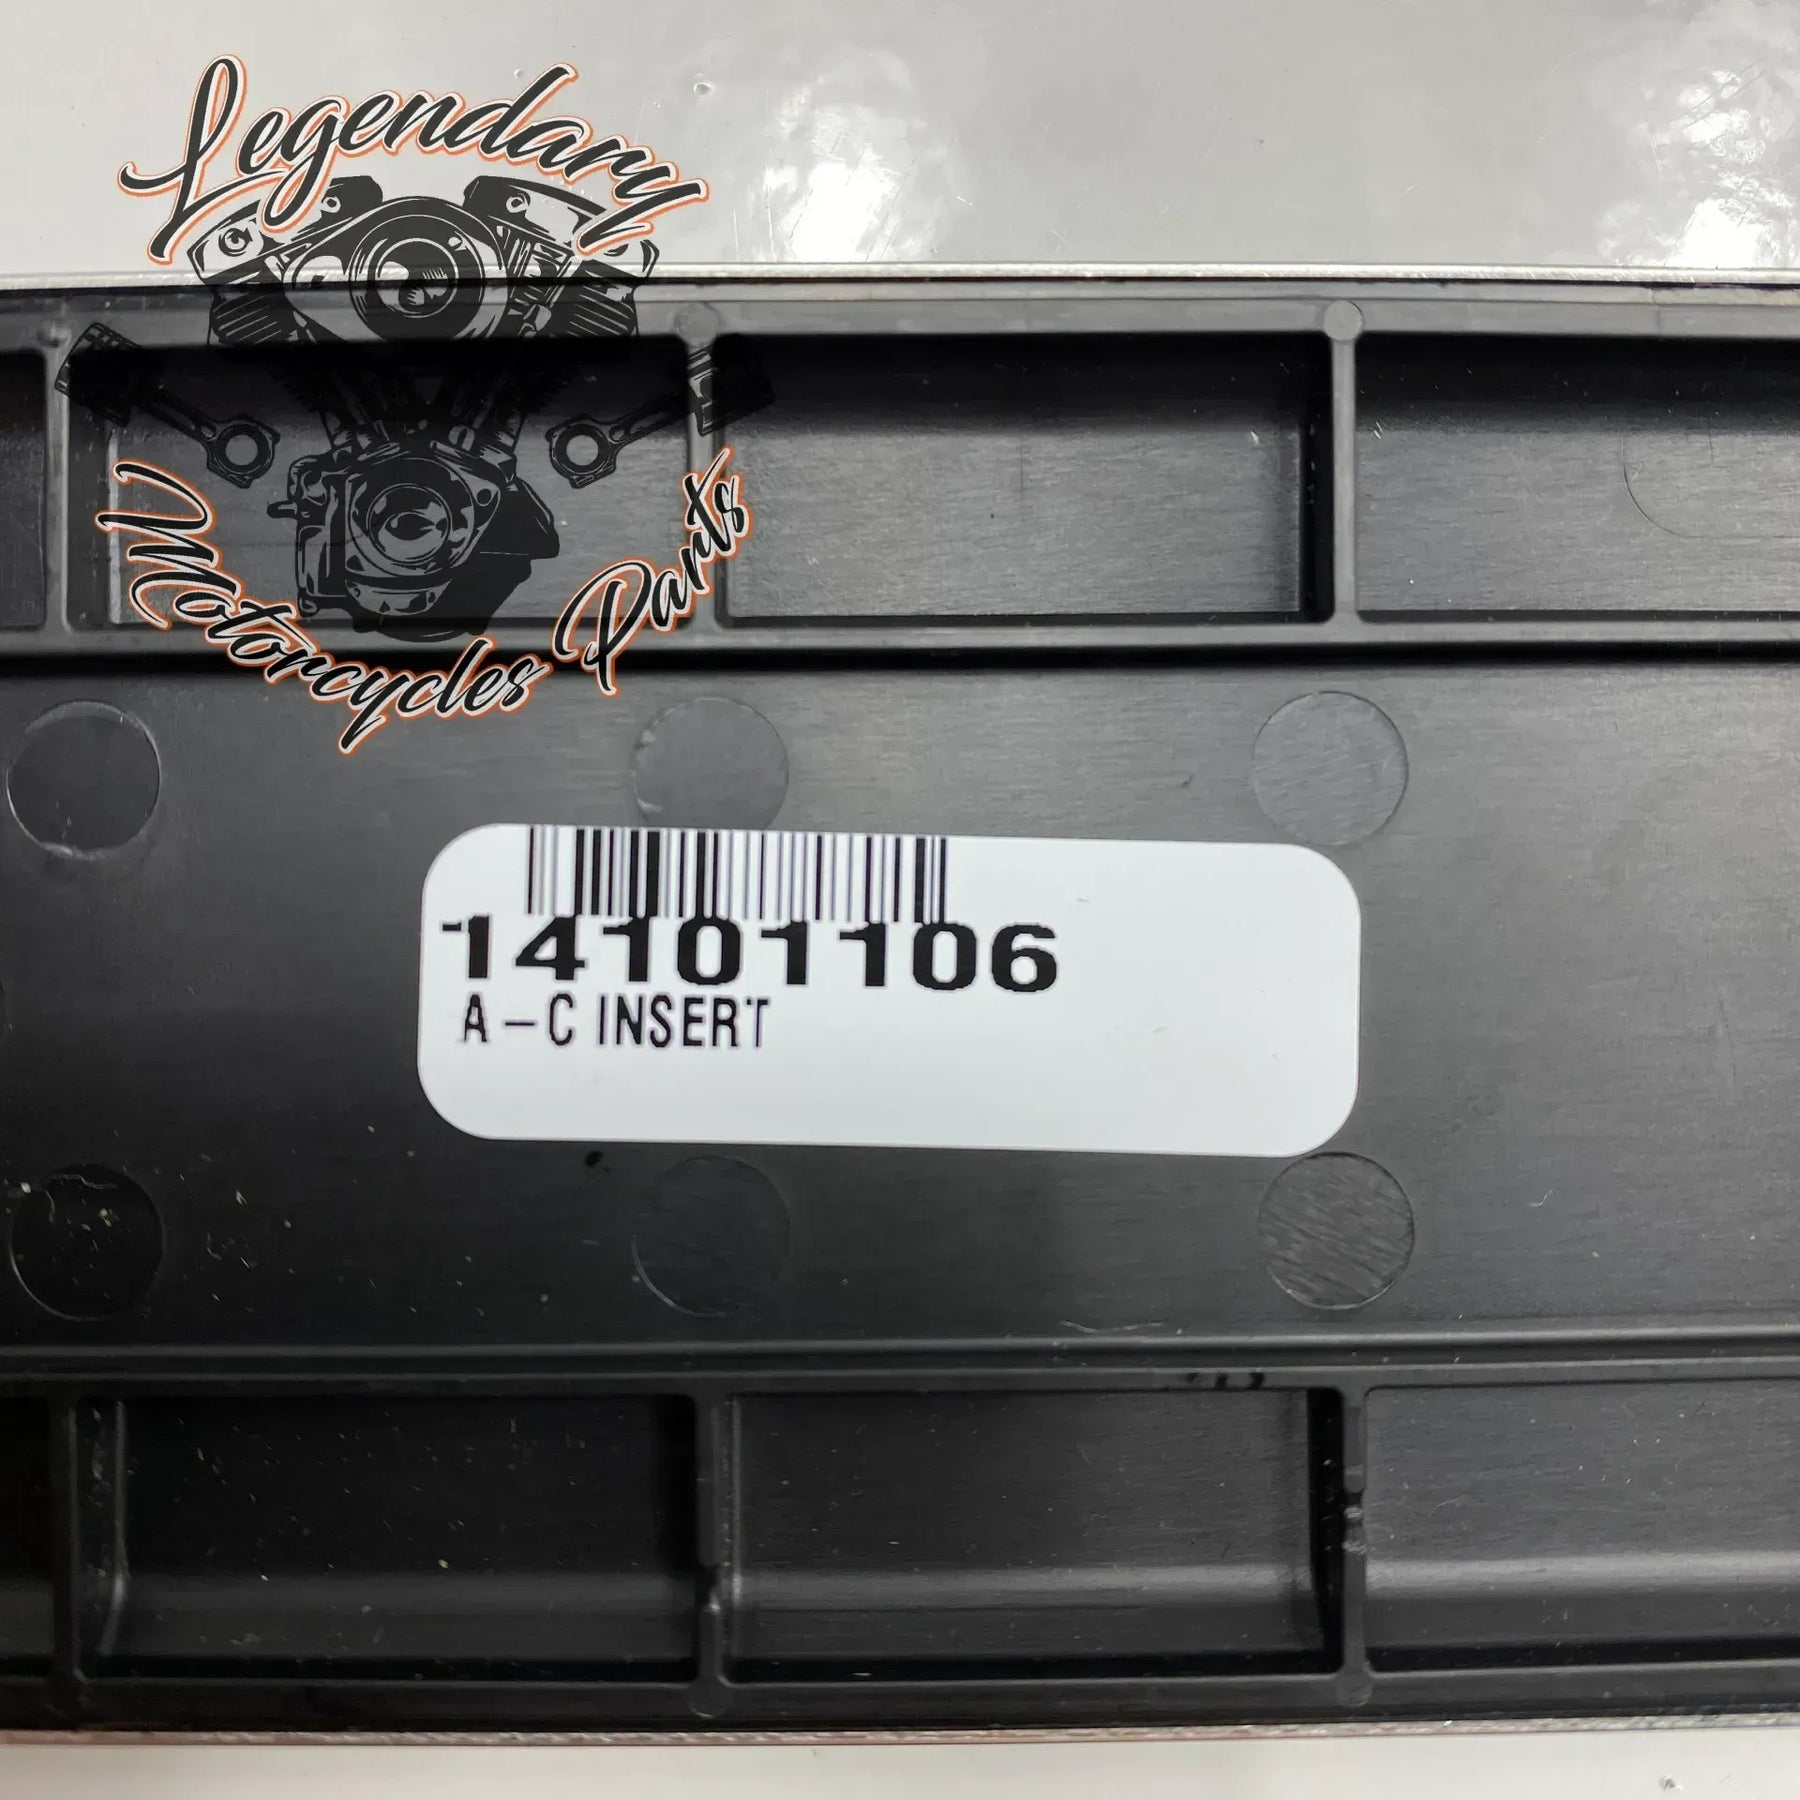 Legendary
Motorcycles Parts
14101106
A-C INSERT